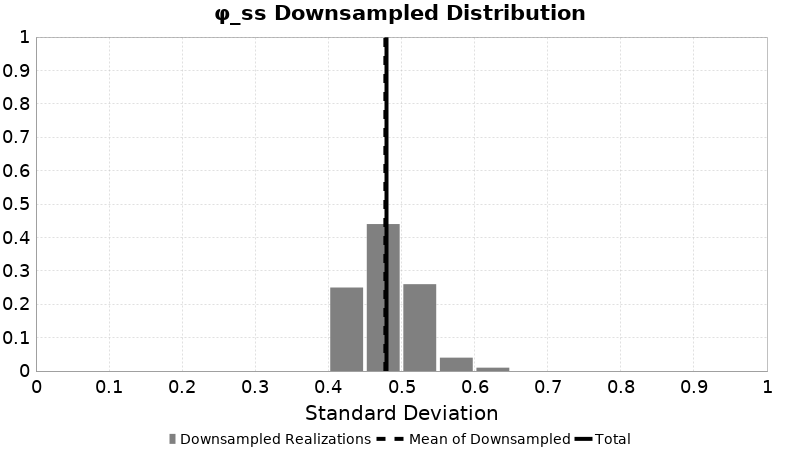 φ_ss Downsampled Distribution
1
0.9
0.8
0.7
0.6
0.5
0.4
0.3
0.2
0.1
0
0 0.1 0.2 0.3 0.4 0.5 0.6 0.7 0.8 0.9 1
Standard Deviation
Downsampled Realizations Mean of Downsampled Total